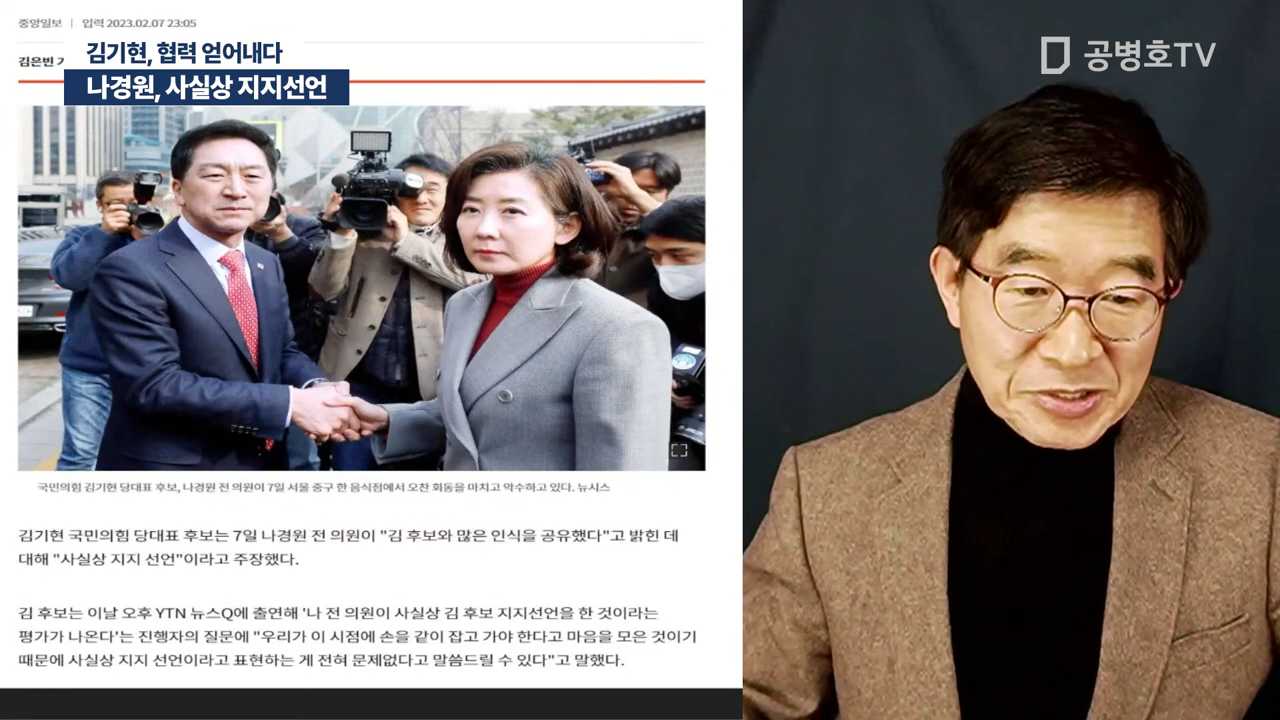 중앙일보 | 입력 2023.02.07 23:05
김기현, 협력 얻어내다
김은빈
나경원, 사실상 지지선언
공병호TV
국민의힘 김기현 당대표 후보, 나경원 전 의원이 7일 서울 중구 한 음식점에서 오찬 회동을 마치고 악수하고 있다. 뉴시스
김기현 국민의힘 당대표 후보는 7일 나경원 전 의원이 "김 후보와 많은 인식을 공유했다"고 밝힌 데
대해 "사실상 지지 선언"이라고 주장했다.
김 후보는 이날 오후 YTN 뉴스Q에 출연해 '나 전 의원이 사실상 김 후보 지지선언을 한 것이라는
평가가 나온다'는 진행자의 질문에 "우리가 이 시점에 손을 같이 잡고 가야 한다고 마음을 모은 것이기
때문에 사실상 지지 선언이라고 표현하는 게 전혀 문제없다고 말씀드릴 수 있다"고 말했다.